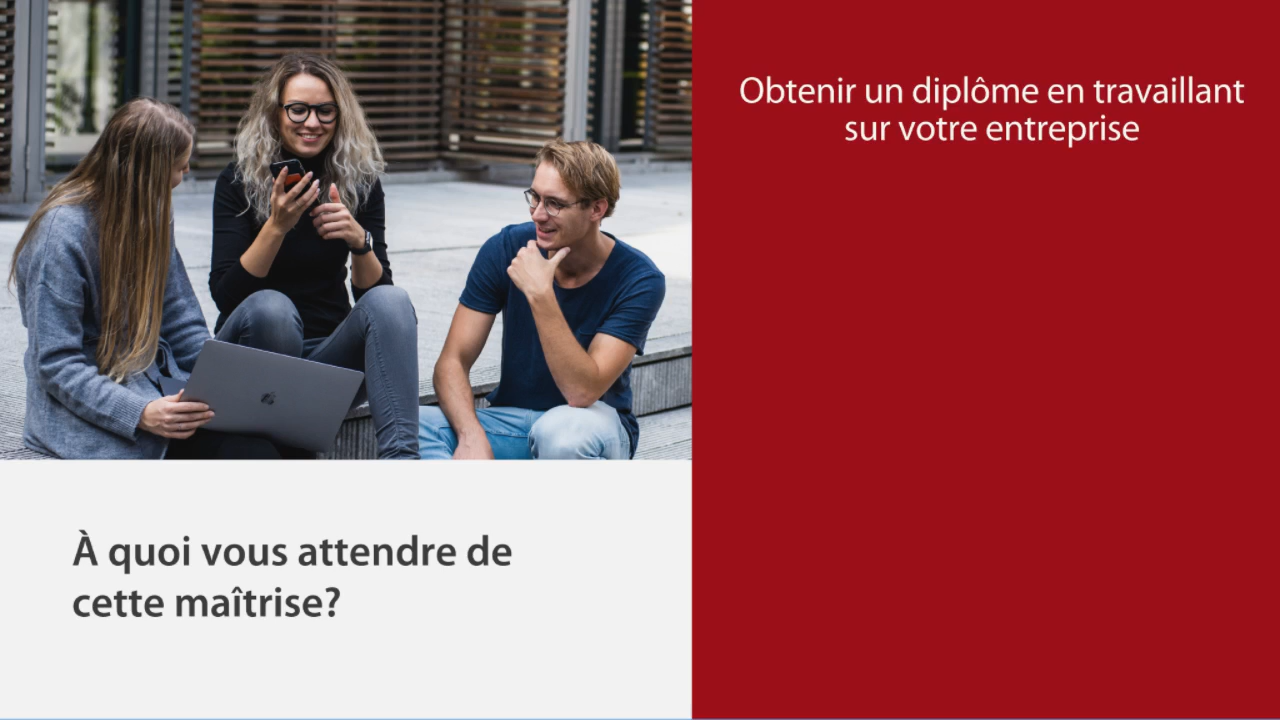 Obtenir un diplôme en travaillant
sur votre entreprise
À quoi vous attendre de
cette maîtrise?